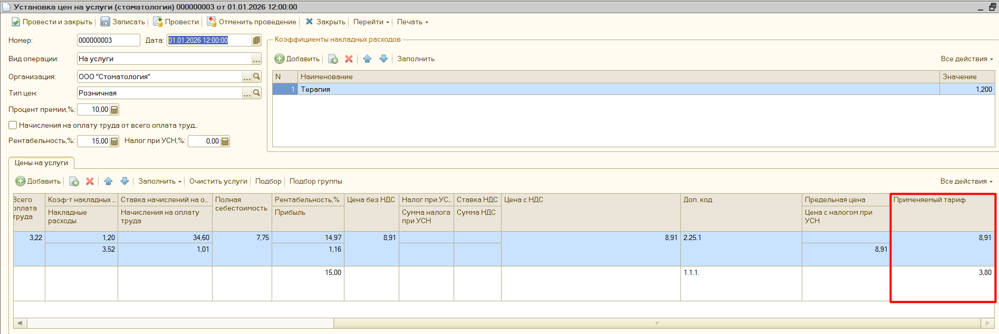 Установка цен на услуги (стоматология) 000000003 от 01.01.2026 12:00:00
Провести и закрыть Записать Провести Отменить проведение Закрыть Перейти Печать
Номер: 000000003 Дата: 01.01.2026 12:00:00
Вид операции: На услуги ...
Организация: ООО "Стоматология" ...
Тип цен: Розничная ...
Процент премии,%: 10,00
Начисления на оплату труда от всего оплата труд...
Рентабельность,%: 15,00 Налог при УСН,%: 0,00
Коэффициенты накладных расходов
Добавить Заполнить Все действия
N Наименование Значение
1 Терапия 1,200
Цены на услуги
Добавить Заполнить Очистить услуги Подбор Подбор группы Все действия
Всего оплата труда Коэф-т накладных ... Ставка начислений на о... Полная себестоимость Рентабельность,% Цена без НДС Налог при УС... Ставка НДС Цена с НДС Доп. код Предельная цена Применяемый тариф
Накладные расходы Начисления на оплату труда Прибыль Сумма налога при УСН Сумма НДС Цена с налогом при УСН
3,22 1,20 34,60 7,75 14,97 8,91 8,91 2.25.1 8,91
3,52 1,01 1,16 8,91
15,00 1.1.1. 3,80